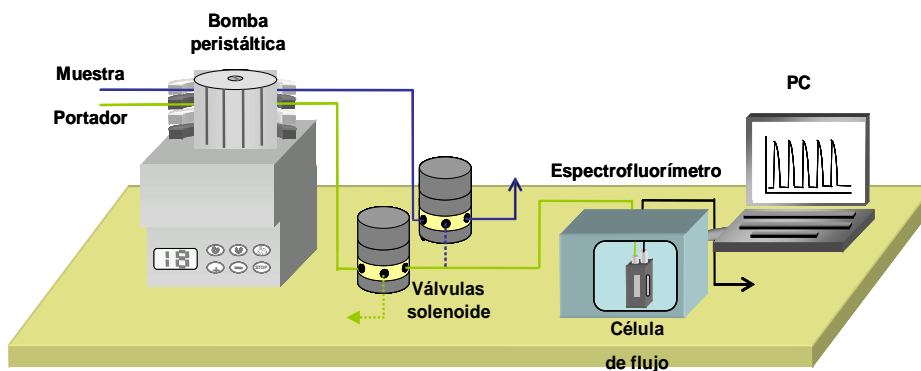 Bomba
peristáltica
Muestra
Portador
PC
Espectrofluorímetro
18
+
−
STOP
Válvulas
solenoide
Célula
de flujo